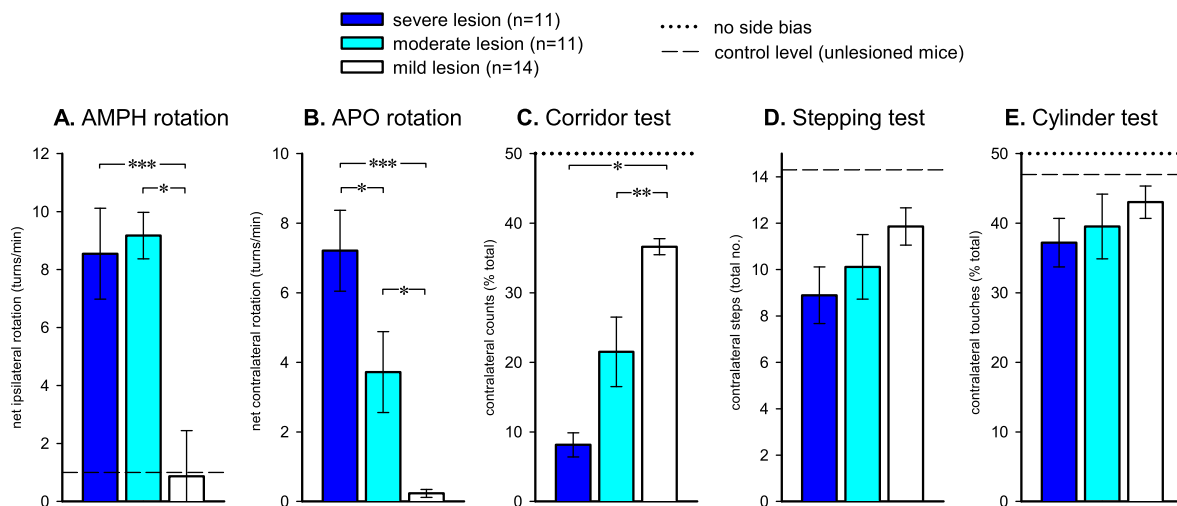 severe lesion (n=11)
moderate lesion (n=11)
mild lesion (n=14)
no side bias
control level (unlesioned mice)
A. AMPH rotation
net ipsilateral rotation (turns/min)
12
10
8
6
4
2
0
***
*
B. APO rotation
net contralateral rotation (turns/min)
10
8
6
4
2
0
***
*
*
C. Corridor test
contralateral counts (% total)
50
40
30
20
10
0
*
**
D. Stepping test
contralateral steps (total no.)
14
12
10
8
6
4
2
0
E. Cylinder test
contralateral touches (% total)
50
40
30
20
10
0